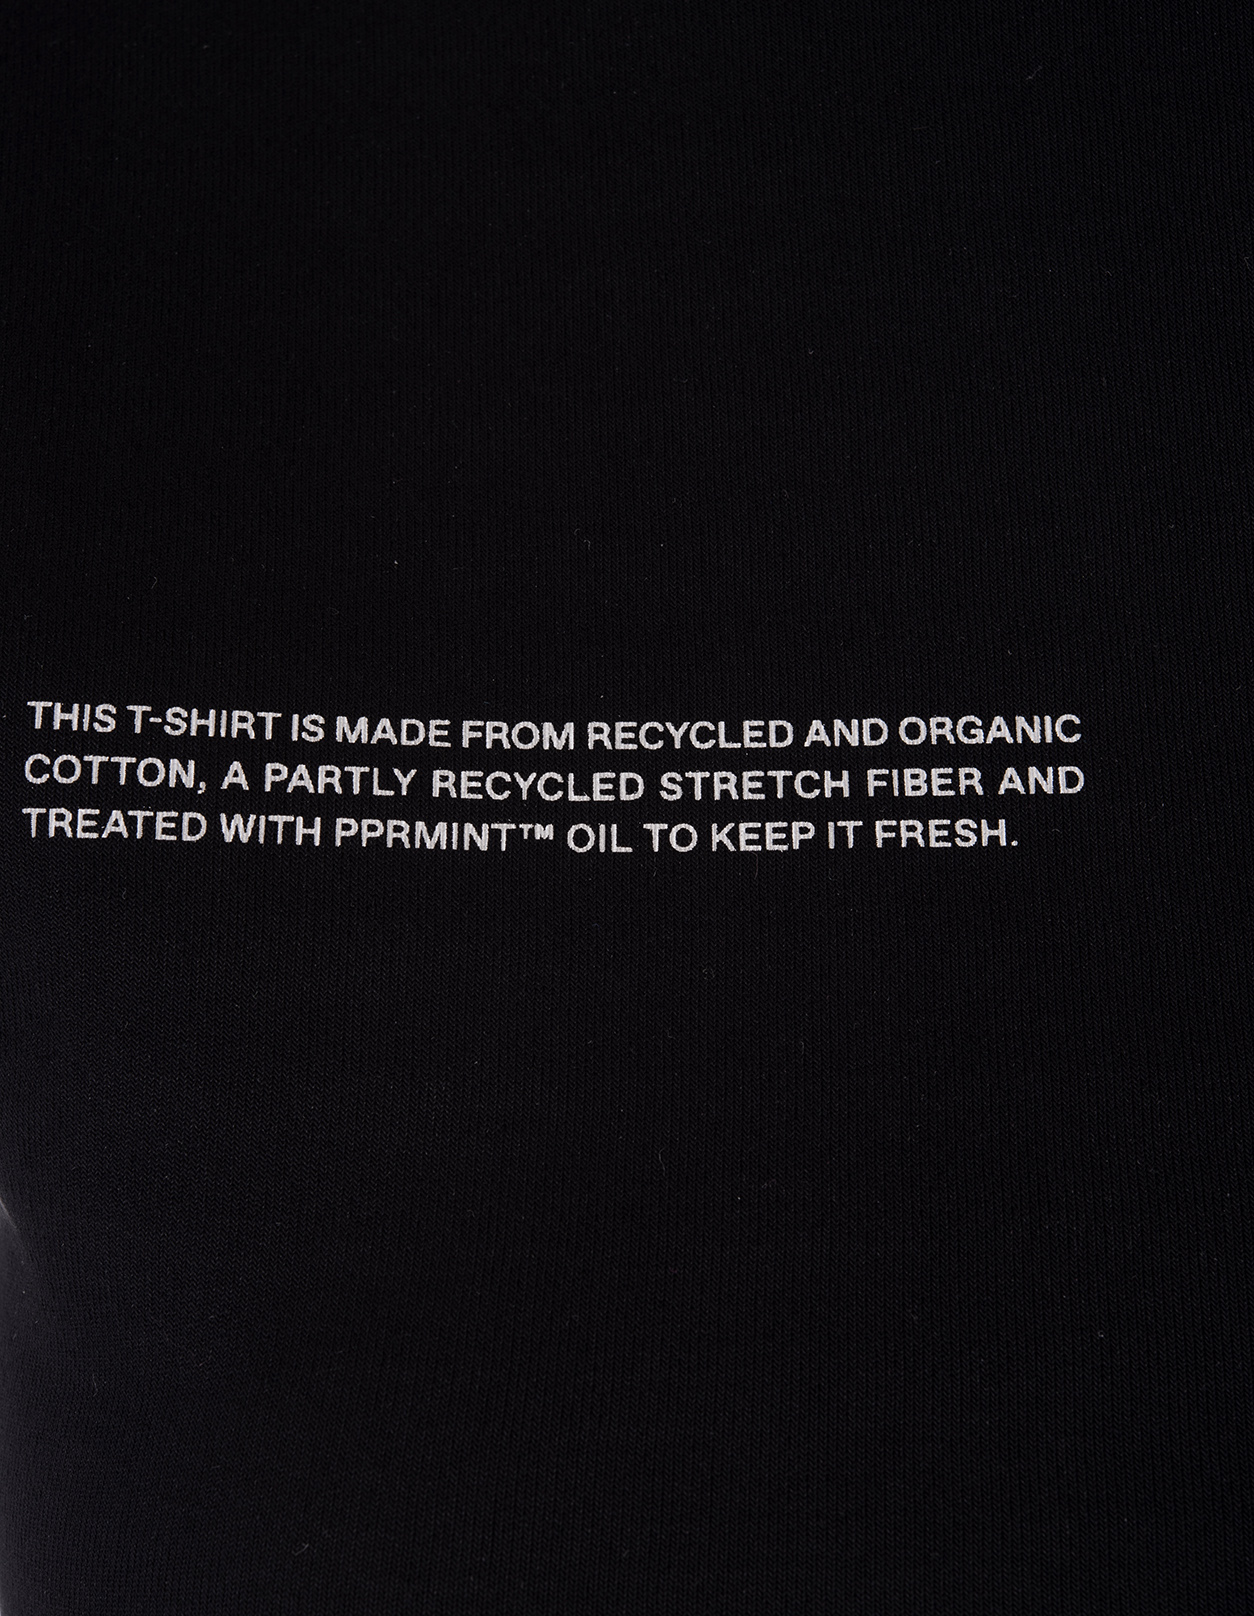 THIS T-SHIRT IS MADE FROM RECYCLED AND ORGANIC
COTTON, A PARTLY RECYCLED STRETCH FIBER AND
TREATED WITH PPRMINT™ OIL TO KEEP IT FRESH.